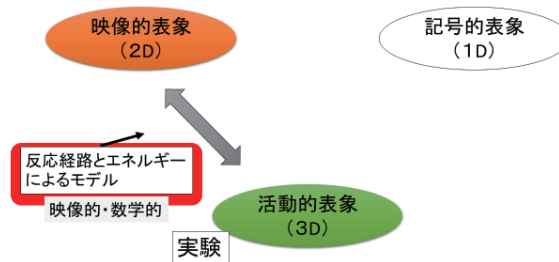 映像的表象
（2D）
記号的表象
（1D）
反応経路とエネルギー
によるモデル
映像的・数学的
活動的表象
（3D）
実験